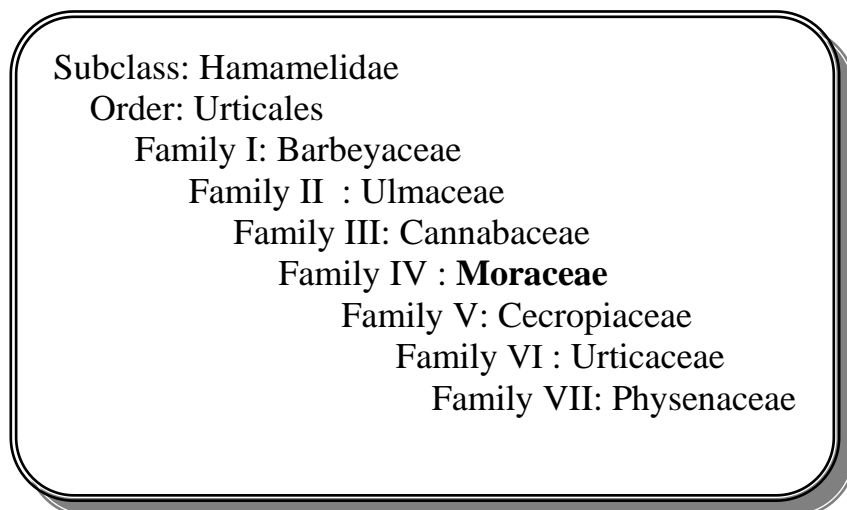 Subclass: Hamamelidae
Order: Urticales
Family I: Barbeyaceae
Family II : Ulmaceae
Family III: Cannabaceae
Family IV : Moraceae
Family V: Cecropiaceae
Family VI : Urticaceae
Family VII: Physenaceae